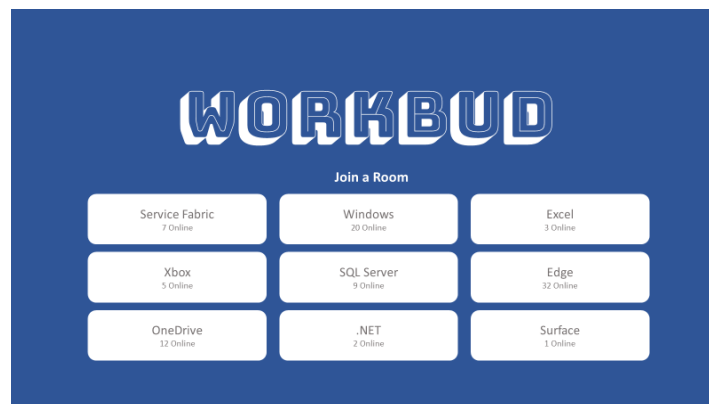 WORKBUD
Join a Room
Service Fabric
7 Online
Windows
20 Online
Excel
3 Online
Xbox
5 Online
SQL Server
9 Online
Edge
32 Online
OneDrive
12 Online
.NET
2 Online
Surface
1 Online